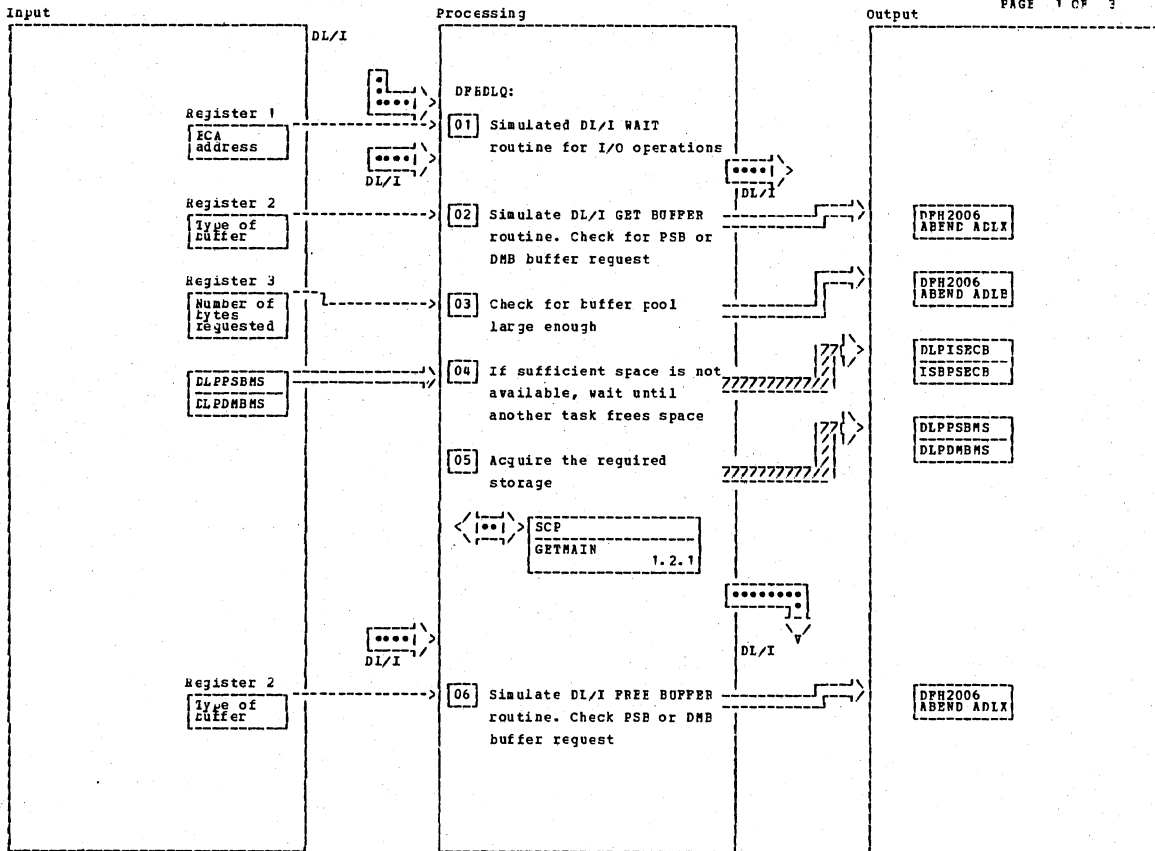 PAGE 1 OF 3
Input
Processing
Output
DL/I
DFHDLQ:
Register 1
ECA
address
01 Simulated DL/I WAIT
routine for I/O operations
DL/I
DL/I
Register 2
Type of
buffer
02 Simulate DL/I GET BUFFER
routine. Check for PSB or
DMB buffer request
DFH2006
ABEND ADLX
Register 3
Number of
bytes
requested
03 Check for buffer pool
large enough
DFH2006
ABEND ADLB
DLPPSBMS
DLPDMBMS
04 If sufficient space is not
available, wait until
another task frees space
DLPISECB
ISBPSECB
05 Acquire the required
storage
DLPPSBMS
DLPDMBMS
SCP
GETMAIN
1.2.1
DL/I
DL/I
Register 2
Type of
buffer
06 Simulate DL/I FREE BUFFER
routine. Check PSB or DMB
buffer request
DFH2006
ABEND ADLX